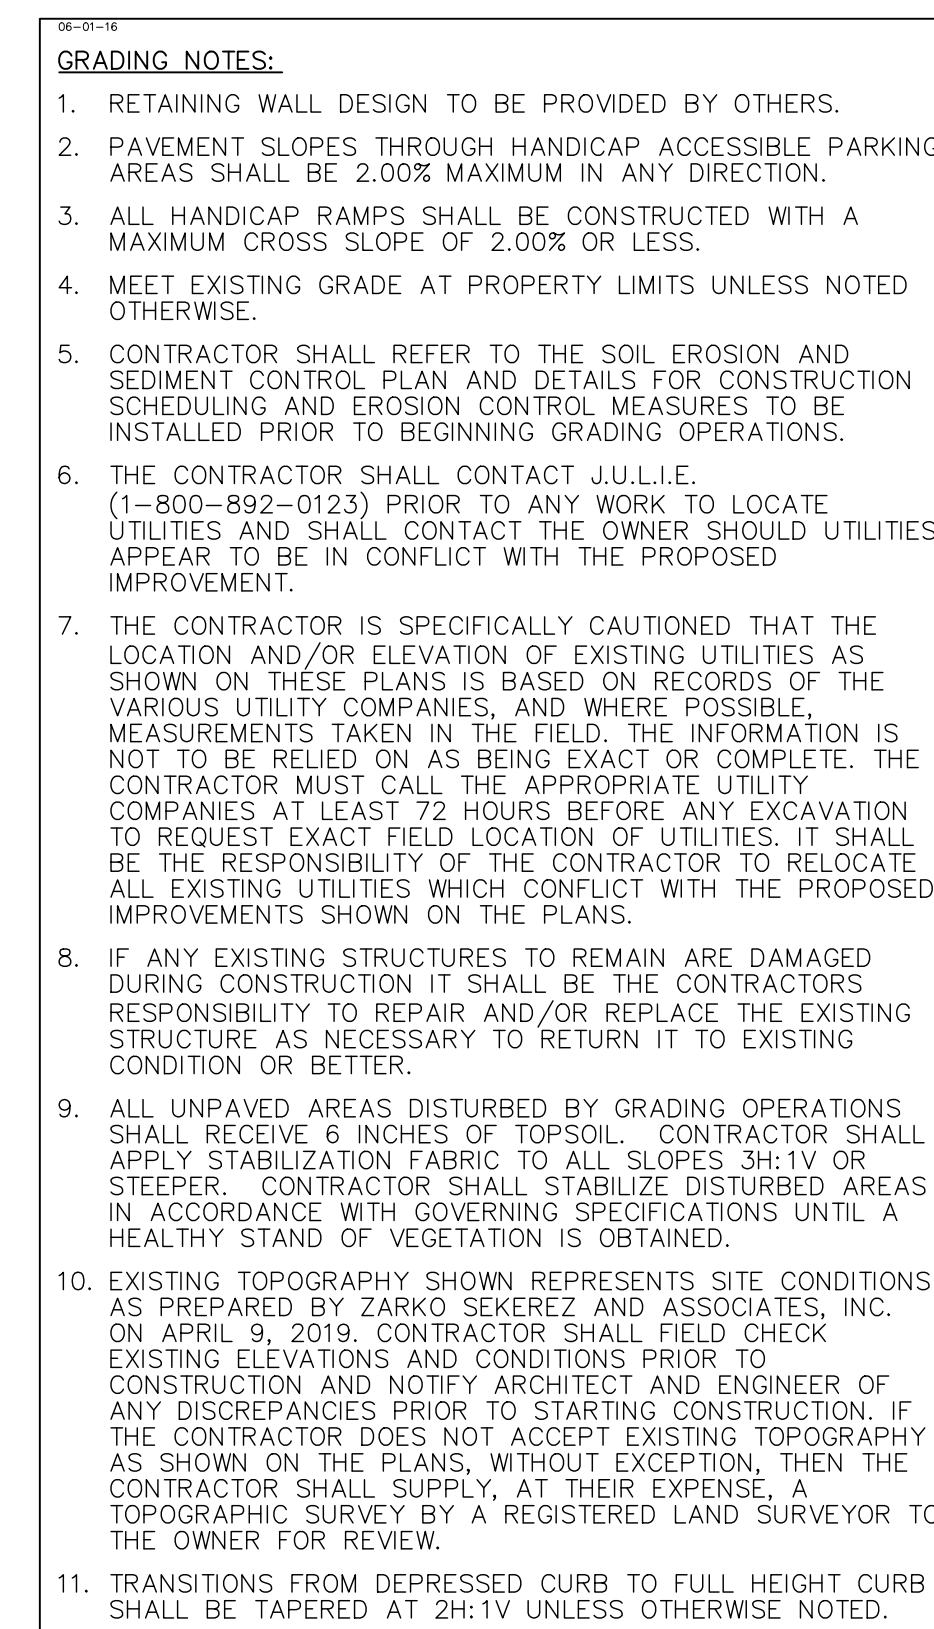 06-01-16
GRADING NOTES:
1. RETAINING WALL DESIGN TO BE PROVIDED BY OTHERS.
2. PAVEMENT SLOPES THROUGH HANDICAP ACCESSIBLE PARKING
AREAS SHALL BE 2.00% MAXIMUM IN ANY DIRECTION.
3. ALL HANDICAP RAMPS SHALL BE CONSTRUCTED WITH A
MAXIMUM CROSS SLOPE OF 2.00% OR LESS.
4. MEET EXISTING GRADE AT PROPERTY LIMITS UNLESS NOTED
OTHERWISE.
5. CONTRACTOR SHALL REFER TO THE SOIL EROSION AND
SEDIMENT CONTROL PLAN AND DETAILS FOR CONSTRUCTION
SCHEDULING AND EROSION CONTROL MEASURES TO BE
INSTALLED PRIOR TO BEGINNING GRADING OPERATIONS.
6. THE CONTRACTOR SHALL CONTACT J.U.L.I.E.
(1-800-892-0123) PRIOR TO ANY WORK TO LOCATE
UTILITIES AND SHALL CONTACT THE OWNER SHOULD UTILITIES
APPEAR TO BE IN CONFLICT WITH THE PROPOSED
IMPROVEMENT.
7. THE CONTRACTOR IS SPECIFICALLY CAUTIONED THAT THE
LOCATION AND/OR ELEVATION OF EXISTING UTILITIES AS
SHOWN ON THESE PLANS IS BASED ON RECORDS OF THE
VARIOUS UTILITY COMPANIES, AND WHERE POSSIBLE,
MEASUREMENTS TAKEN IN THE FIELD. THE INFORMATION IS
NOT TO BE RELIED ON AS BEING EXACT OR COMPLETE. THE
CONTRACTOR MUST CALL THE APPROPRIATE UTILITY
COMPANIES AT LEAST 72 HOURS BEFORE ANY EXCAVATION
TO REQUEST EXACT FIELD LOCATION OF UTILITIES. IT SHALL
BE THE RESPONSIBILITY OF THE CONTRACTOR TO RELOCATE
ALL EXISTING UTILITIES WHICH CONFLICT WITH THE PROPOSED
IMPROVEMENTS SHOWN ON THE PLANS.
8. IF ANY EXISTING STRUCTURES TO REMAIN ARE DAMAGED
DURING CONSTRUCTION IT SHALL BE THE CONTRACTORS
RESPONSIBILITY TO REPAIR AND/OR REPLACE THE EXISTING
STRUCTURE AS NECESSARY TO RETURN IT TO EXISTING
CONDITION OR BETTER.
9. ALL UNPAVED AREAS DISTURBED BY GRADING OPERATIONS
SHALL RECEIVE 6 INCHES OF TOPSOIL. CONTRACTOR SHALL
APPLY STABILIZATION FABRIC TO ALL SLOPES 3H:1V OR
STEEPER. CONTRACTOR SHALL STABILIZE DISTURBED AREAS
IN ACCORDANCE WITH GOVERNING SPECIFICATIONS UNTIL A
HEALTHY STAND OF VEGETATION IS OBTAINED.
10. EXISTING TOPOGRAPHY SHOWN REPRESENTS SITE CONDITIONS
AS PREPARED BY ZARKO SEKEREZ AND ASSOCIATES, INC.
ON APRIL 9, 2019. CONTRACTOR SHALL FIELD CHECK
EXISTING ELEVATIONS AND CONDITIONS PRIOR TO
CONSTRUCTION AND NOTIFY ARCHITECT AND ENGINEER OF
ANY DISCREPANCIES PRIOR TO STARTING CONSTRUCTION. IF
THE CONTRACTOR DOES NOT ACCEPT EXISTING TOPOGRAPHY
AS SHOWN ON THE PLANS, WITHOUT EXCEPTION, THEN THE
CONTRACTOR SHALL SUPPLY, AT THEIR EXPENSE, A
TOPOGRAPHIC SURVEY BY A REGISTERED LAND SURVEYOR TO
THE OWNER FOR REVIEW.
11. TRANSITIONS FROM DEPRESSED CURB TO FULL HEIGHT CURB
SHALL BE TAPERED AT 2H:1V UNLESS OTHERWISE NOTED.